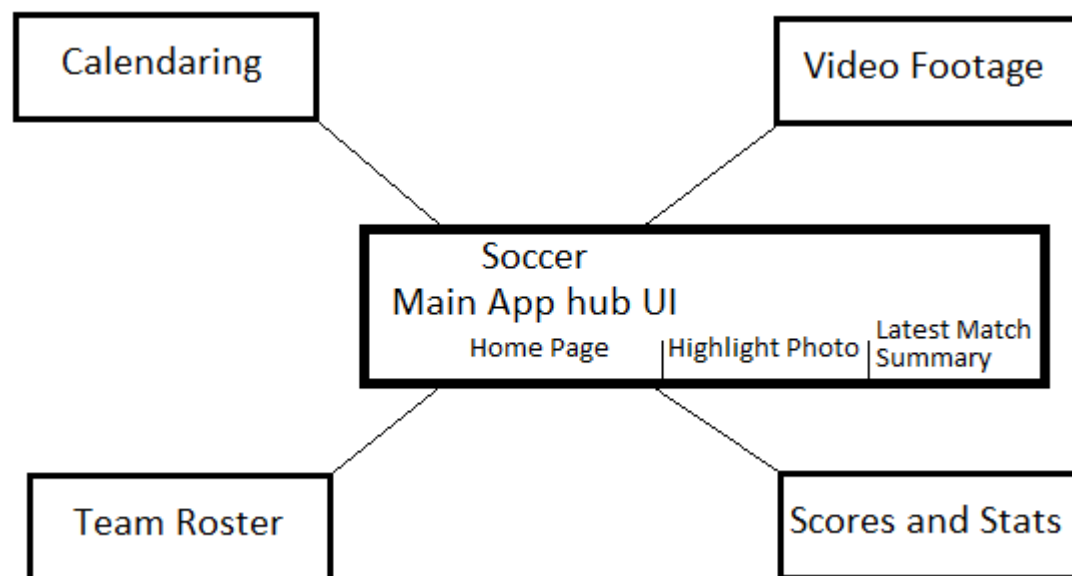 Calendaring
Video Footage
Soccer
Main App hub UI
Home Page
Highlight Photo
Latest Match
Summary
Team Roster
Scores and Stats